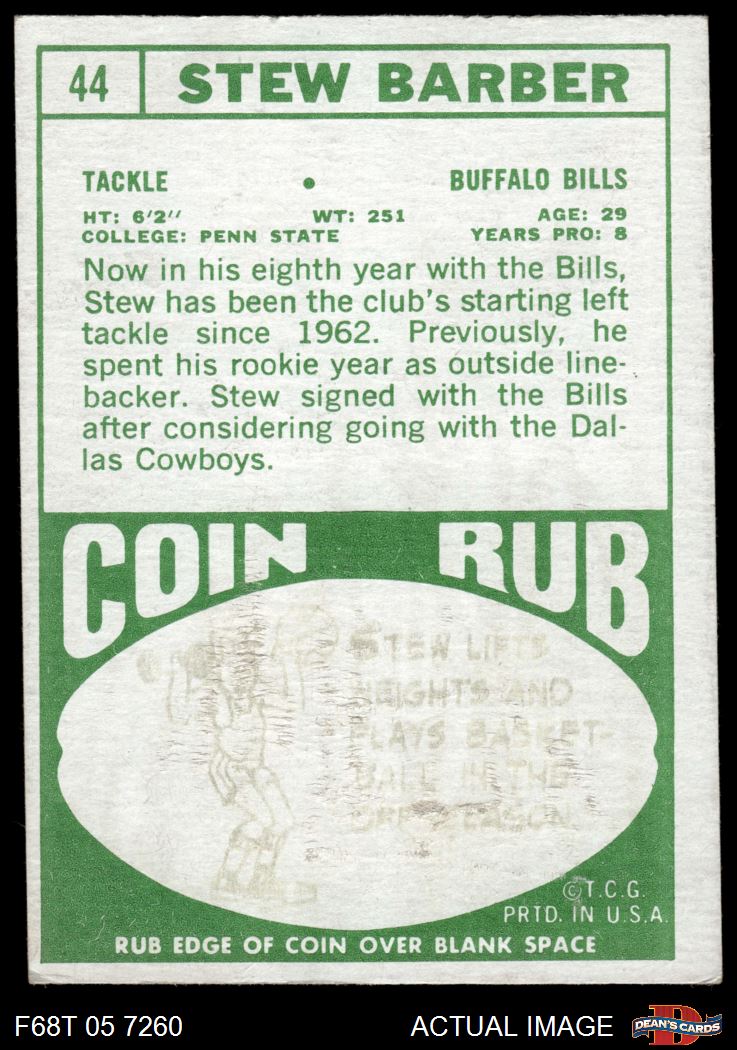 44 STEW BARBER
TACKLE • BUFFALO BILLS
HT: 6'2" WT: 251 AGE: 29
COLLEGE: PENN STATE YEARS PRO: 8
Now in his eighth year with the Bills,
Stew has been the club's starting left
tackle since 1962. Previously, he
spent his rookie year as outside line-
backer. Stew signed with the Bills
after considering going with the Dal-
las Cowboys.
COIN RUB
STEW LIFTS
WEIGHTS AND
PLAYS BASKET-
BALL IN THE
OFF SEASON.
©T.C.G.
PRTD. IN U.S.A.
RUB EDGE OF COIN OVER BLANK SPACE
F68T 05 7260 ACTUAL IMAGE DEAN'S CARDS